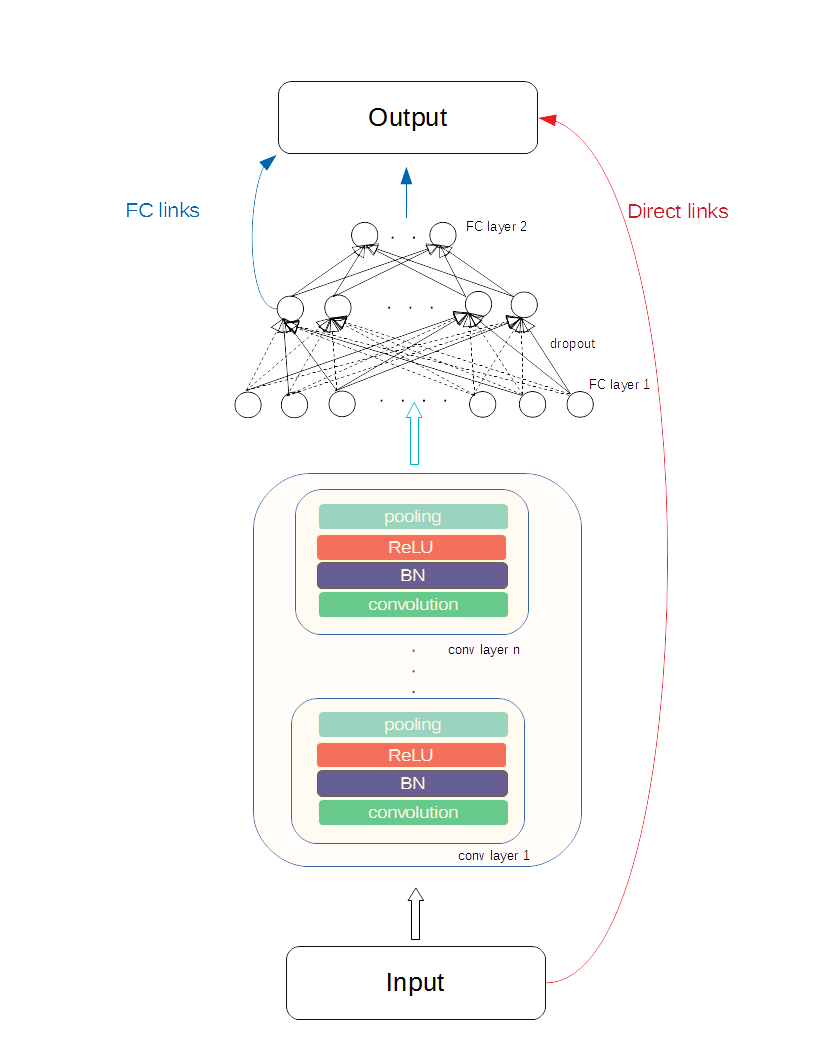 Output
FC links
Direct links
FC layer 2
dropout
FC layer 1
pooling
ReLU
BN
convolution
conv layer n
pooling
ReLU
BN
convolution
conv layer 1
Input